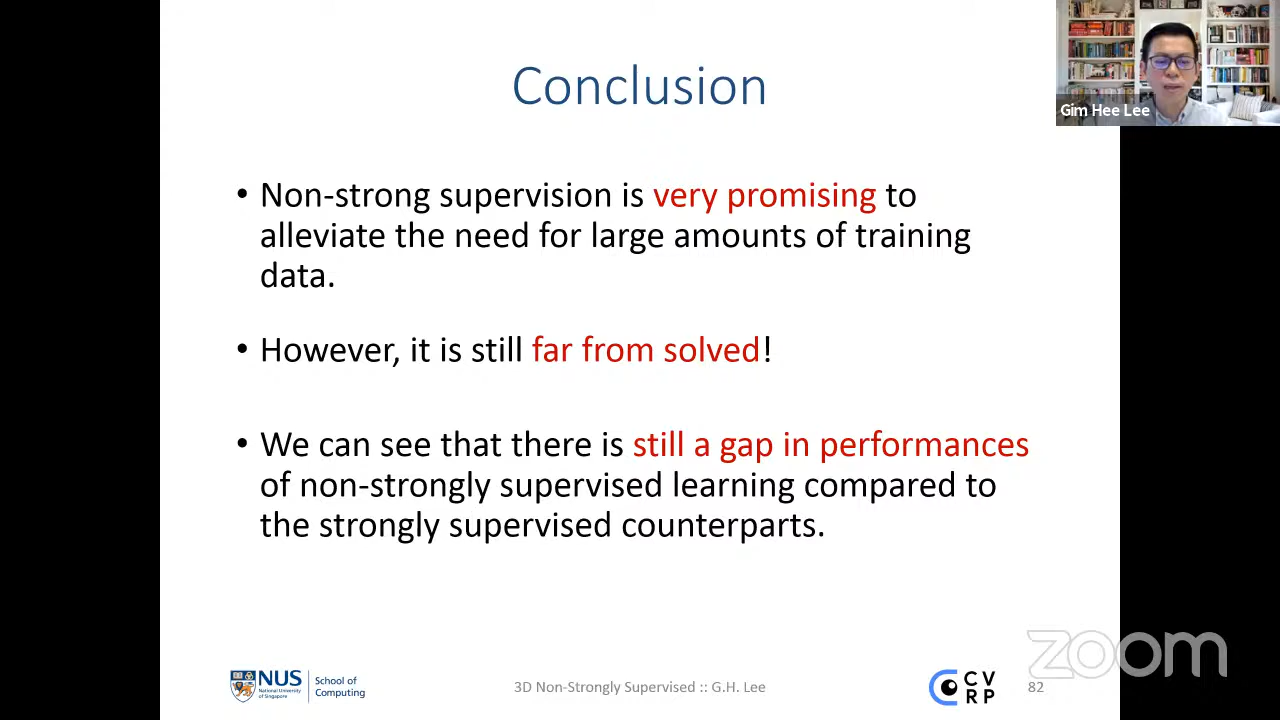 Conclusion
Gim Hee Lee
• Non-strong supervision is very promising to
alleviate the need for large amounts of training
data.
• However, it is still far from solved!
• We can see that there is still a gap in performances
of non-strongly supervised learning compared to
the strongly supervised counterparts.
NUS
National University
of Singapore
School of
Computing
3D Non-Strongly Supervised :: G.H. Lee
CV
RP
82
zoom